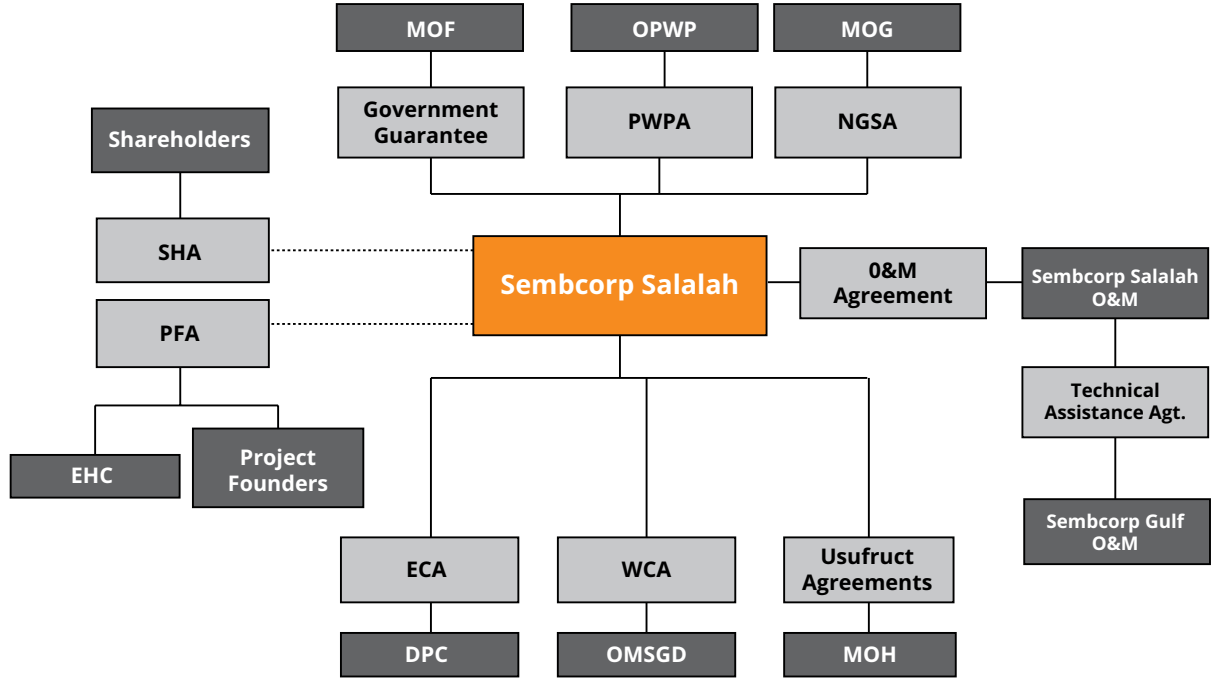 MOF
OPWP
MOG
Government
Guarantee
PWPA
NGSA
Shareholders
SHA
PFA
Sembcorp Salalah
0&M
Agreement
Sembcorp Salalah
O&M
Technical
Assistance Agt.
Sembcorp Gulf
O&M
EHC
Project
Founders
ECA
WCA
Usufruct
Agreements
DPC
OMSGD
MOH